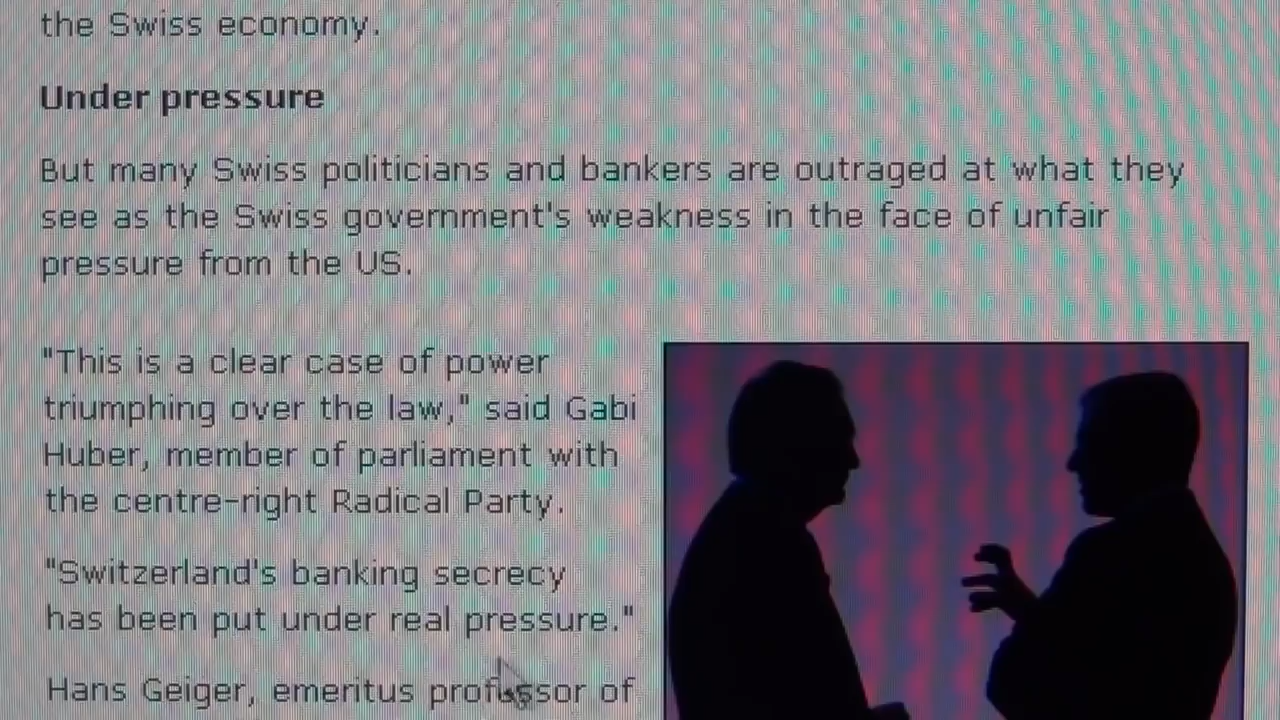 the Swiss economy.
Under pressure
But many Swiss politicians and bankers are outraged at what they
see as the Swiss government's weakness in the face of unfair
pressure from the US.
"This is a clear case of power
triumphing over the law," said Gabi
Huber, member of parliament with
the centre-right Radical Party.
"Switzerland's banking secrecy
has been put under real pressure."
Hans Geiger, emeritus professor of